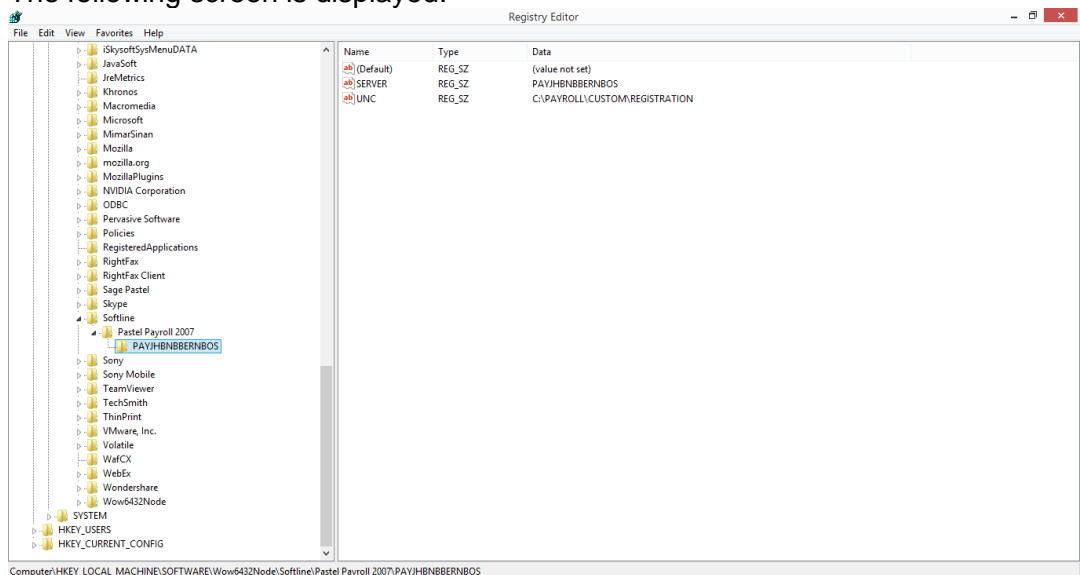 The following screen is displayed:
Registry Editor
File Edit View Favorites Help
iSkysoftSysMenuDATA
JavaSoft
JreMetrics
Khronos
Macromedia
Microsoft
MimarSinan
Mozilla
mozilla.org
MozillaPlugins
NVIDIA Corporation
ODBC
Pervasive Software
Policies
RegisteredApplications
RightFax
RightFax Client
Sage Pastel
Skype
Softline
Pastel Payroll 2007
PAYJHBNBBERNBOS
Sony
Sony Mobile
TeamViewer
TechSmith
ThinPrint
VMware, Inc.
Volatile
WafCX
WebEx
Wondershare
Wow6432Node
SYSTEM
HKEY_USERS
HKEY_CURRENT_CONFIG
Name Type Data
(Default) REG_SZ (value not set)
SERVER REG_SZ PAYJHBNBBERNBOS
UNC REG_SZ C:\PAYROLL\CUSTOM\REGISTRATION
Computer\HKEY_LOCAL_MACHINE\SOFTWARE\Wow6432Node\Softline\Pastel Payroll 2007\PAYJHBNBBERNBOS